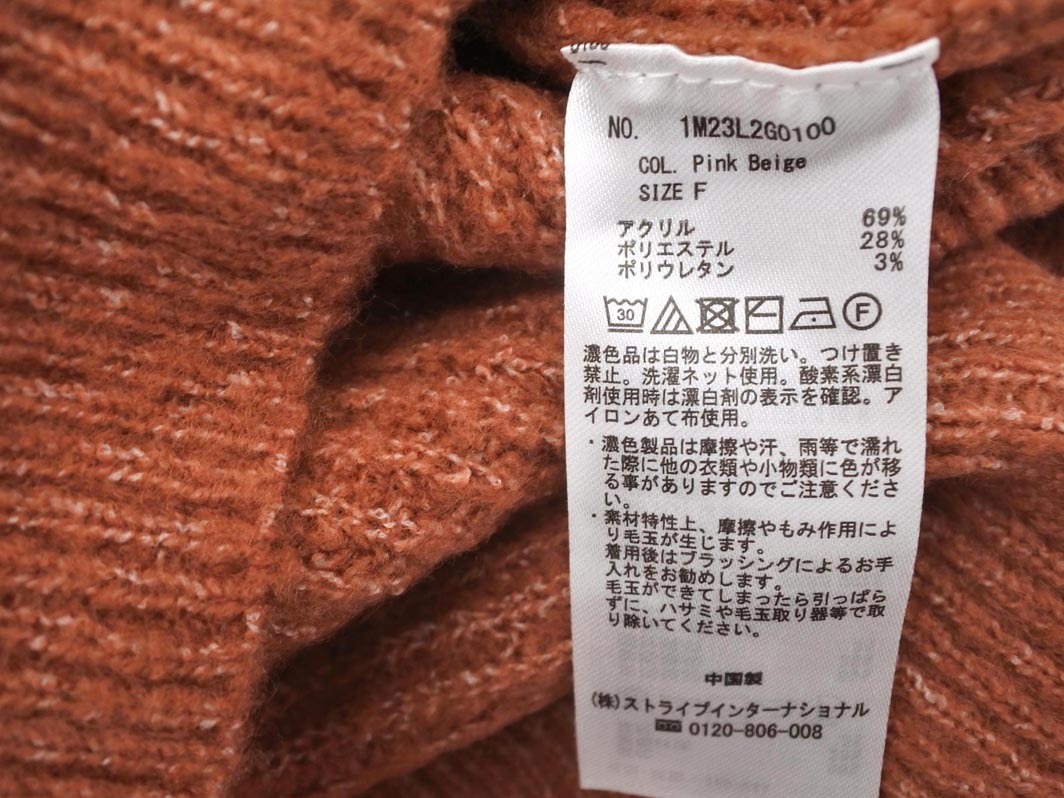 NO. 1M23L2G0100
COL. Pink Beige
SIZE F
アクリル 69%
ポリエステル 28%
ポリウレタン 3%
30 F
濃色品は白物と分別洗い。つけ置き
禁止。洗濯ネット使用。酸素系漂白
剤使用時は漂白剤の表示を確認。ア
イロンあて布使用。
・濃色製品は摩擦や汗、雨等で濡れ
た際に他の衣類や小物類に色が移
る事がありますのでご注意くださ
い。
・素材特性上、摩擦やもみ作用によ
り毛玉が生じます。
着用後はブラッシングによるお手
入れをお勧めします。
毛玉ができてしまったら引っぱら
ずに、ハサミや毛玉取り器等で取
り除いてください。
中国製
(株)ストライプインターナショナル
0120-806-008